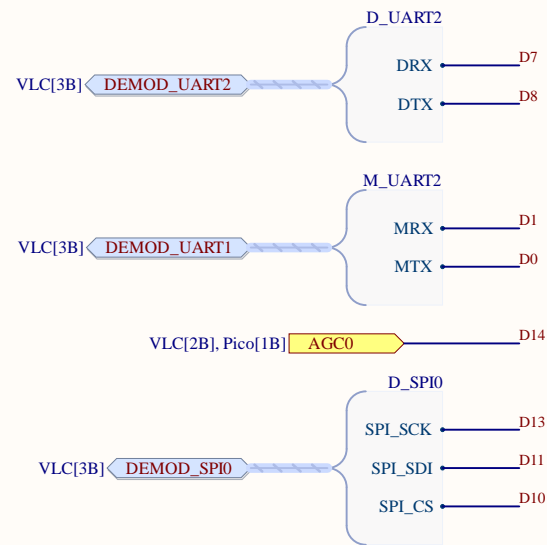 D_UART2
DRX D7
VLC[3B] DEMOD_UART2
DTX D8
M_UART2
MRX D1
VLC[3B] DEMOD_UART1
MTX D0
VLC[2B], Pico[1B] AGC0 D14
D_SPI0
SPI_SCK D13
VLC[3B] DEMOD_SPI0 SPI_SDI D11
SPI_CS D10